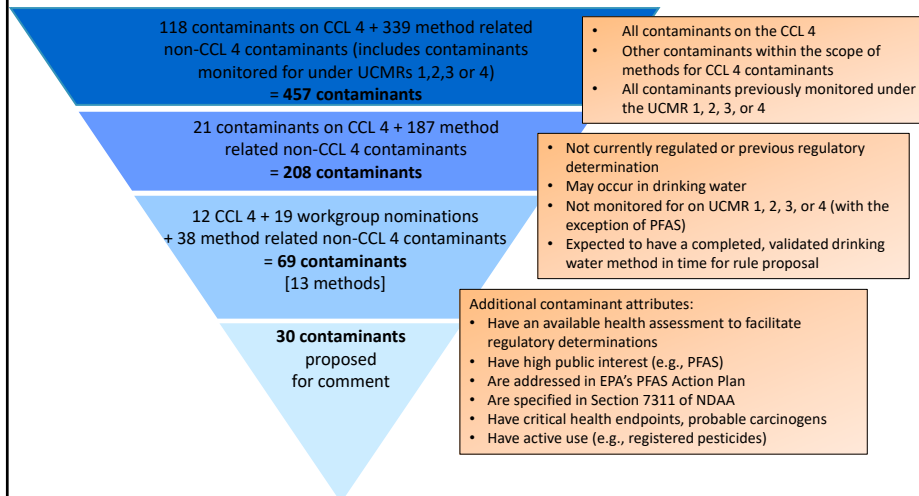 118 contaminants on CCL 4 + 339 method related
non-CCL 4 contaminants (includes contaminants
monitored for under UCMRs 1,2,3 or 4)
= 457 contaminants
• All contaminants on the CCL 4
• Other contaminants within the scope of
methods for CCL 4 contaminants
• All contaminants previously monitored under
the UCMR 1, 2, 3, or 4
21 contaminants on CCL 4 + 187 method
related non-CCL 4 contaminants
= 208 contaminants
• Not currently regulated or previous regulatory
determination
• May occur in drinking water
• Not monitored for on UCMR 1, 2, 3, or 4 (with the
exception of PFAS)
• Expected to have a completed, validated drinking
water method in time for rule proposal
12 CCL 4 + 19 workgroup nominations
+ 38 method related non-CCL 4 contaminants
= 69 contaminants
[13 methods]
Additional contaminant attributes:
• Have an available health assessment to facilitate
regulatory determinations
• Have high public interest (e.g., PFAS)
• Are addressed in EPA's PFAS Action Plan
• Are specified in Section 7311 of NDAA
• Have critical health endpoints, probable carcinogens
• Have active use (e.g., registered pesticides)
30 contaminants
proposed
for comment